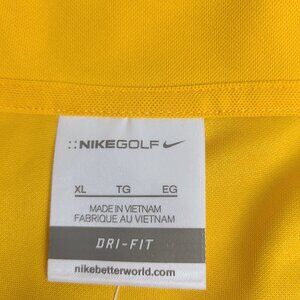 ::NIKEGOLF
XL TG EG
MADE IN VIETNAM
FABRIQUE AU VIETNAM
DRI-FIT
nikebetterworld.com